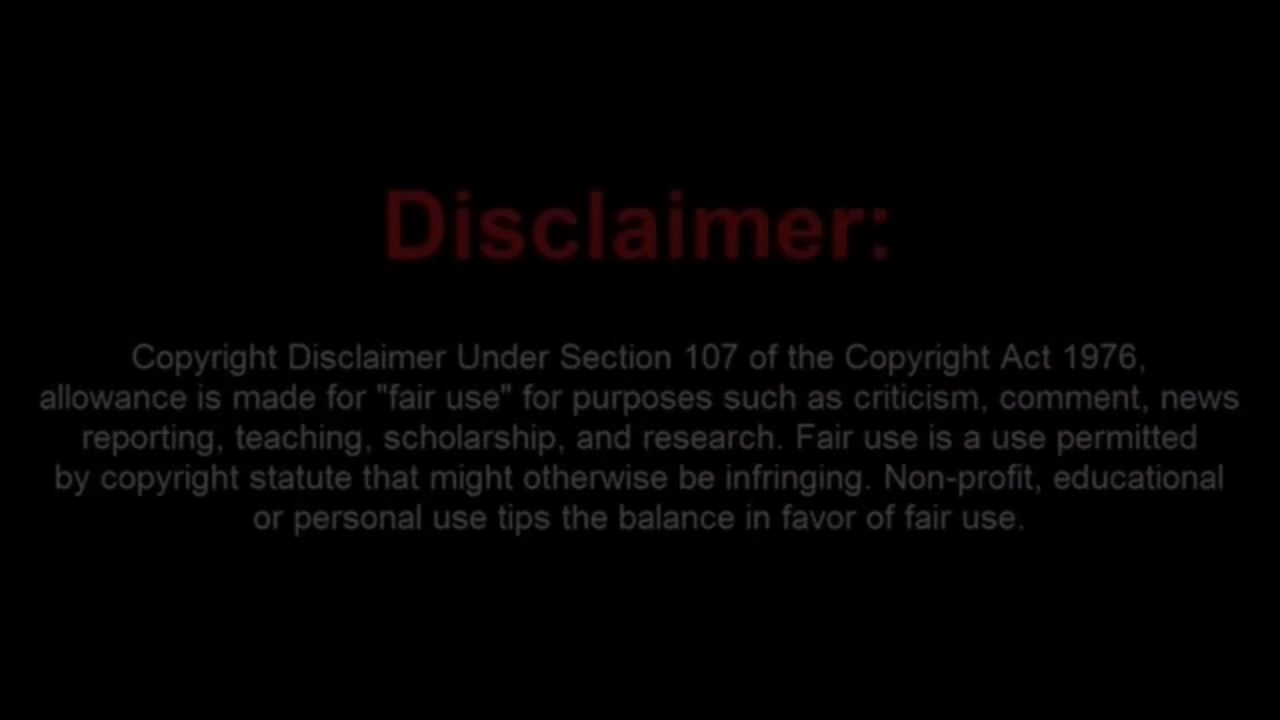 Disclaimer:
Copyright Disclaimer Under Section 107 of the Copyright Act 1976,
allowance is made for "fair use" for purposes such as criticism, comment, news
reporting, teaching, scholarship, and research. Fair use is a use permitted
by copyright statute that might otherwise be infringing. Non-profit, educational
or personal use tips the balance in favor of fair use.